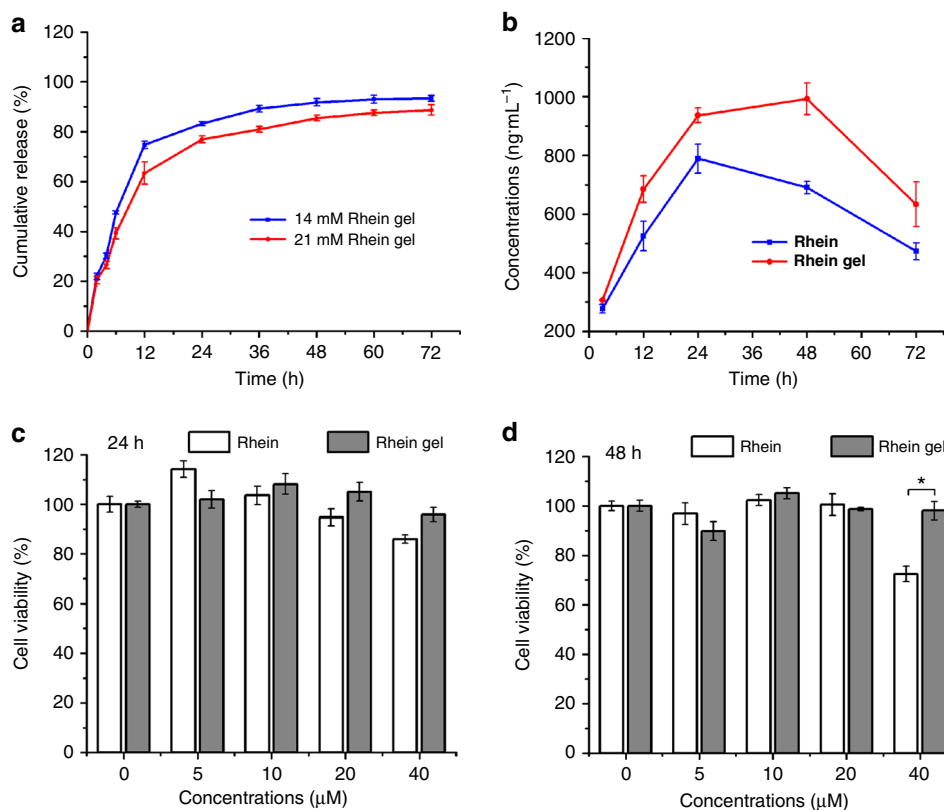 a
Cumulative release (%)
120
100
80
60
40
20
0
0 12 24 36 48 60 72
Time (h)
14 mM Rhein gel
21 mM Rhein gel
b
Concentrations (ng·mL⁻¹)
1200
1000
800
600
400
200
0 12 24 36 48 60 72
Time (h)
Rhein
Rhein gel
c
24 h
Rhein
Rhein gel
Cell viability (%)
120
100
80
60
40
20
0
0 5 10 20 40
Concentrations (μM)
d
48 h
Rhein
Rhein gel
*
Cell viability (%)
120
100
80
60
40
20
0
0 5 10 20 40
Concentrations (μM)